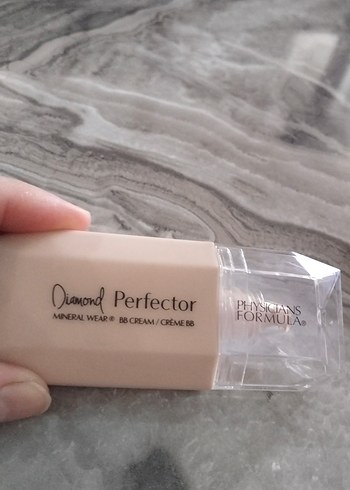 Diamond Perfector
MINERAL WEAR® BB CREAM / CRÈME BB
PHYSICIANS
FORMULA®